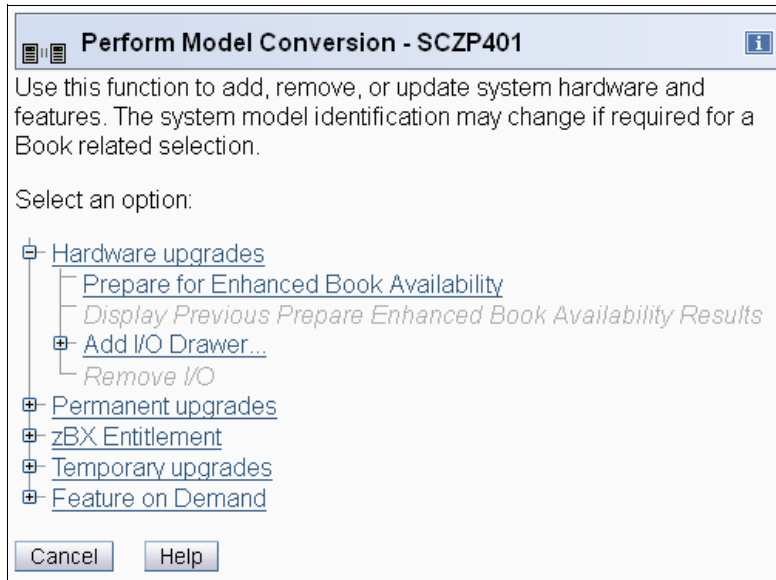 Perform Model Conversion - SCZP401
i
Use this function to add, remove, or update system hardware and
features. The system model identification may change if required for a
Book related selection.
Select an option:
Hardware upgrades
Prepare for Enhanced Book Availability
Display Previous Prepare Enhanced Book Availability Results
Add I/O Drawer...
Remove I/O
Permanent upgrades
zBX Entitlement
Temporary upgrades
Feature on Demand
Cancel Help